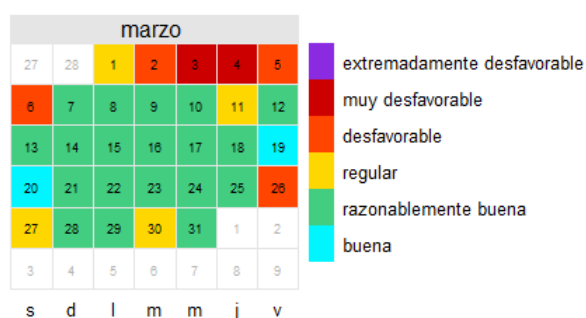 marzo
27 28 1 2 3 4 5
6 7 8 9 10 11 12
13 14 15 16 17 18 19
20 21 22 23 24 25 26
27 28 29 30 31 1 2
3 4 5 6 7 8 9
s d l m m j v
extremadamente desfavorable
muy desfavorable
desfavorable
regular
razonablemente buena
buena